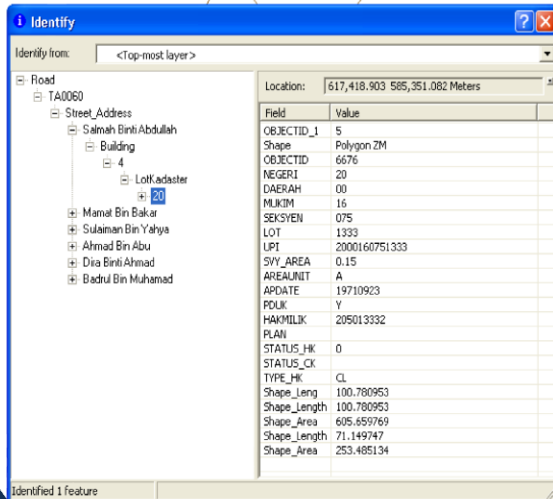 Identify
Identify from: <Top-most layer>
Road
TA0060
Street_Address
Salmah Binti Abdullah
Building
4
LotKadaster
20
Mamat Bin Bakar
Sulaiman Bin Yahya
Ahmad Bin Abu
Dira Binti Ahmad
Badrul Bin Muhamad
Location: 617,418.903 585,351.082 Meters
Field Value
OBJECTID_1 5
Shape Polygon ZM
OBJECTID 6676
NEGERI 20
DAERAH 00
MUKIM 16
SEKSYEN 075
LOT 1333
UPI 2000160751333
SVY_AREA 0.15
AREAUNIT A
APDATE 19710923
PDUK Y
HAKMILIK 205013332
PLAN
STATUS_HK 0
STATUS_CK
TYPE_HK CL
Shape_Leng 100.780953
Shape_Length 100.780953
Shape_Area 605.659769
Shape_Length 71.149747
Shape_Area 253.485134
Identified 1 feature